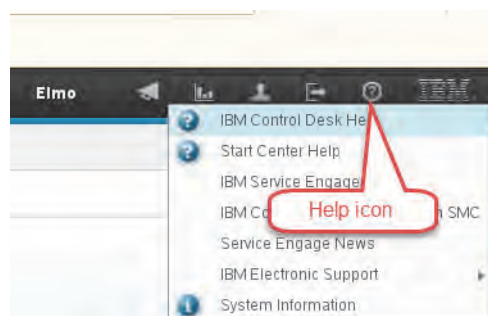 Elmo IBM
IBM Control Desk He
Start Center Help
IBM Service Engage
IBM Co n SMC
Help icon
Service Engage News
IBM Electronic Support
System Information